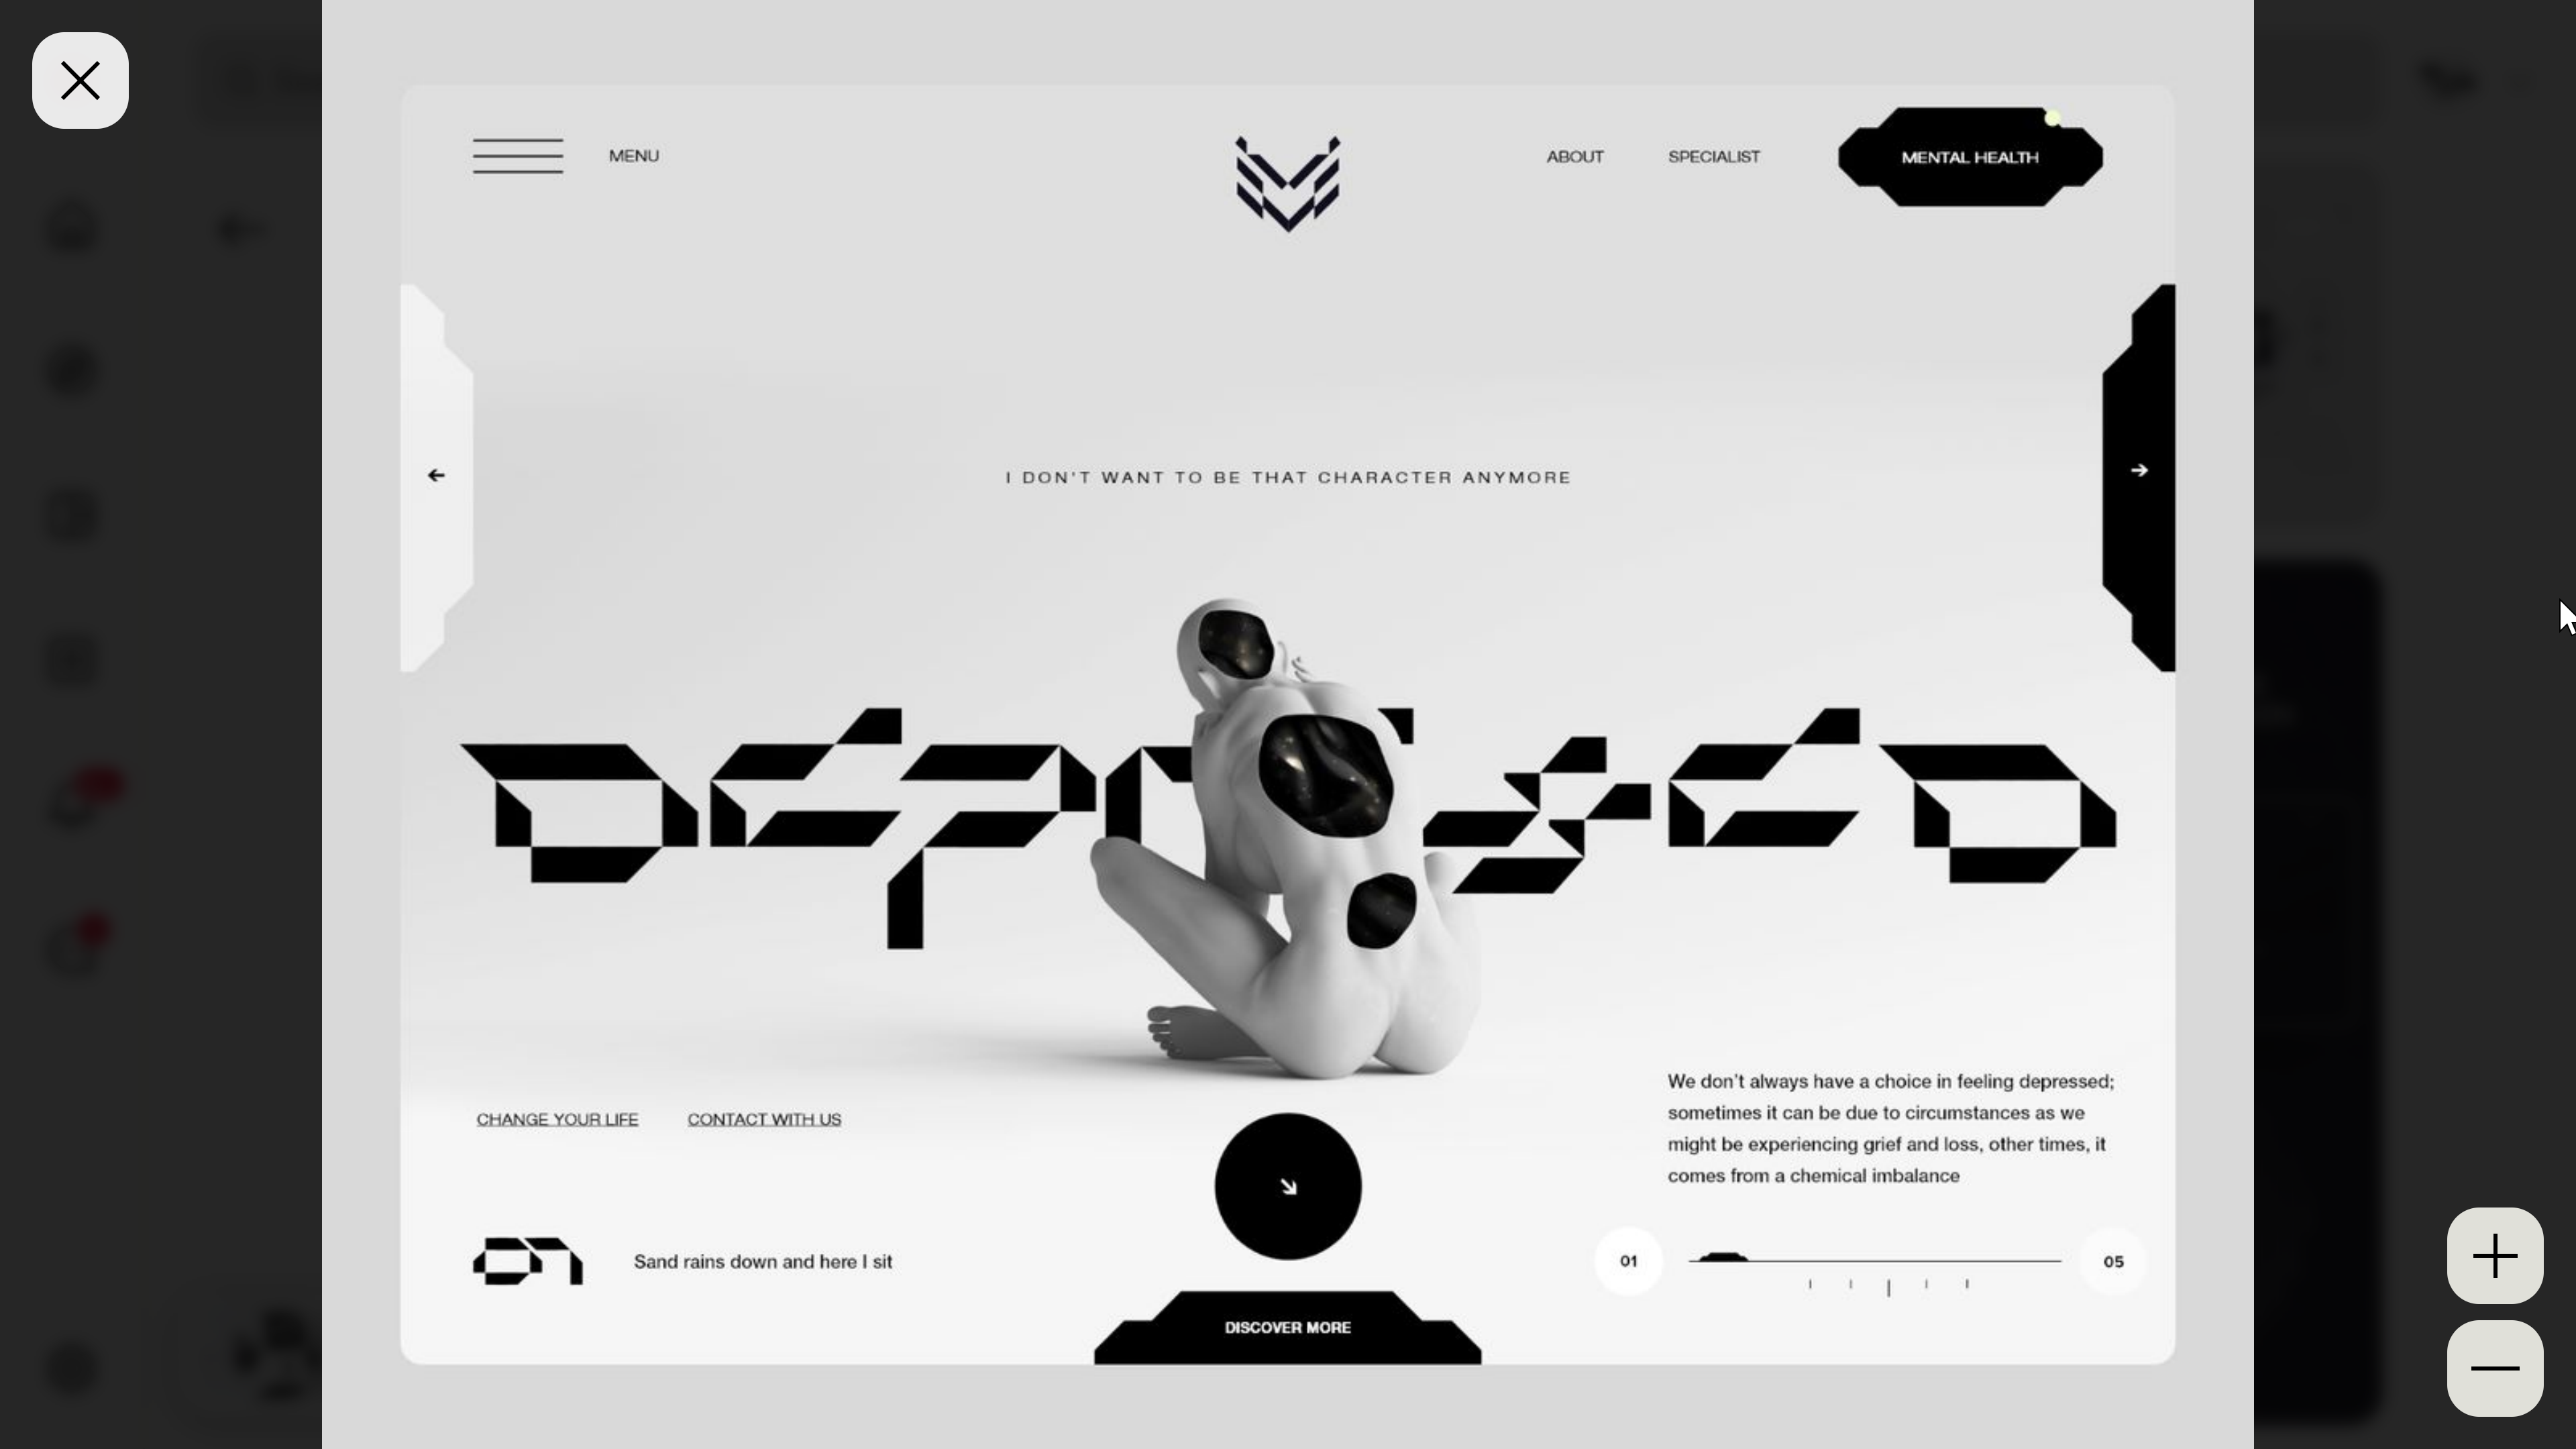 MENU
ABOUT
SPECIALIST
MENTAL HEALTH
I DON'T WANT TO BE THAT CHARACTER ANYMORE
CHANGE YOUR LIFE
CONTACT WITH US
We don't always have a choice in feeling depressed;
sometimes it can be due to circumstances as we
might be experiencing grief and loss, other times, it
comes from a chemical imbalance
Sand rains down and here I sit
01
05
DISCOVER MORE